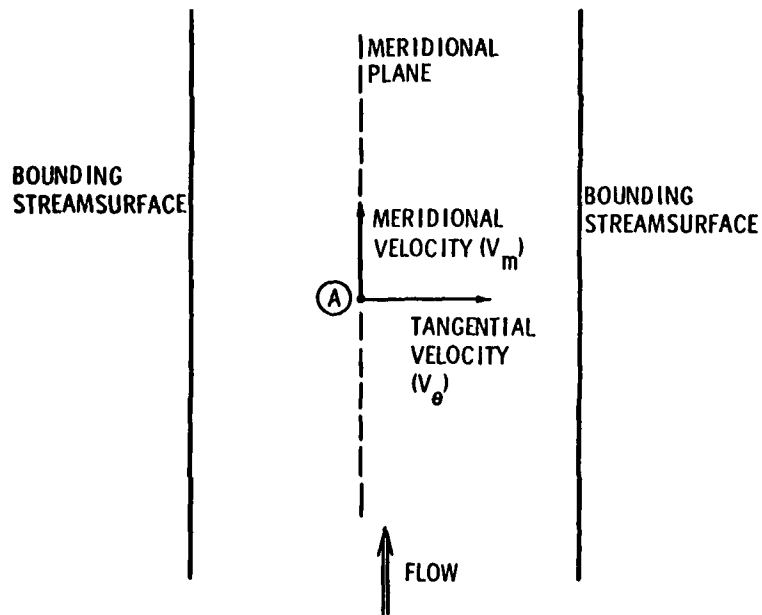 MERIDIONAL
PLANE
BOUNDING
STREAMSURFACE
BOUNDING
STREAMSURFACE
MERIDIONAL
VELOCITY (Vm)
A
TANGENTIAL
VELOCITY
(Vθ)
FLOW